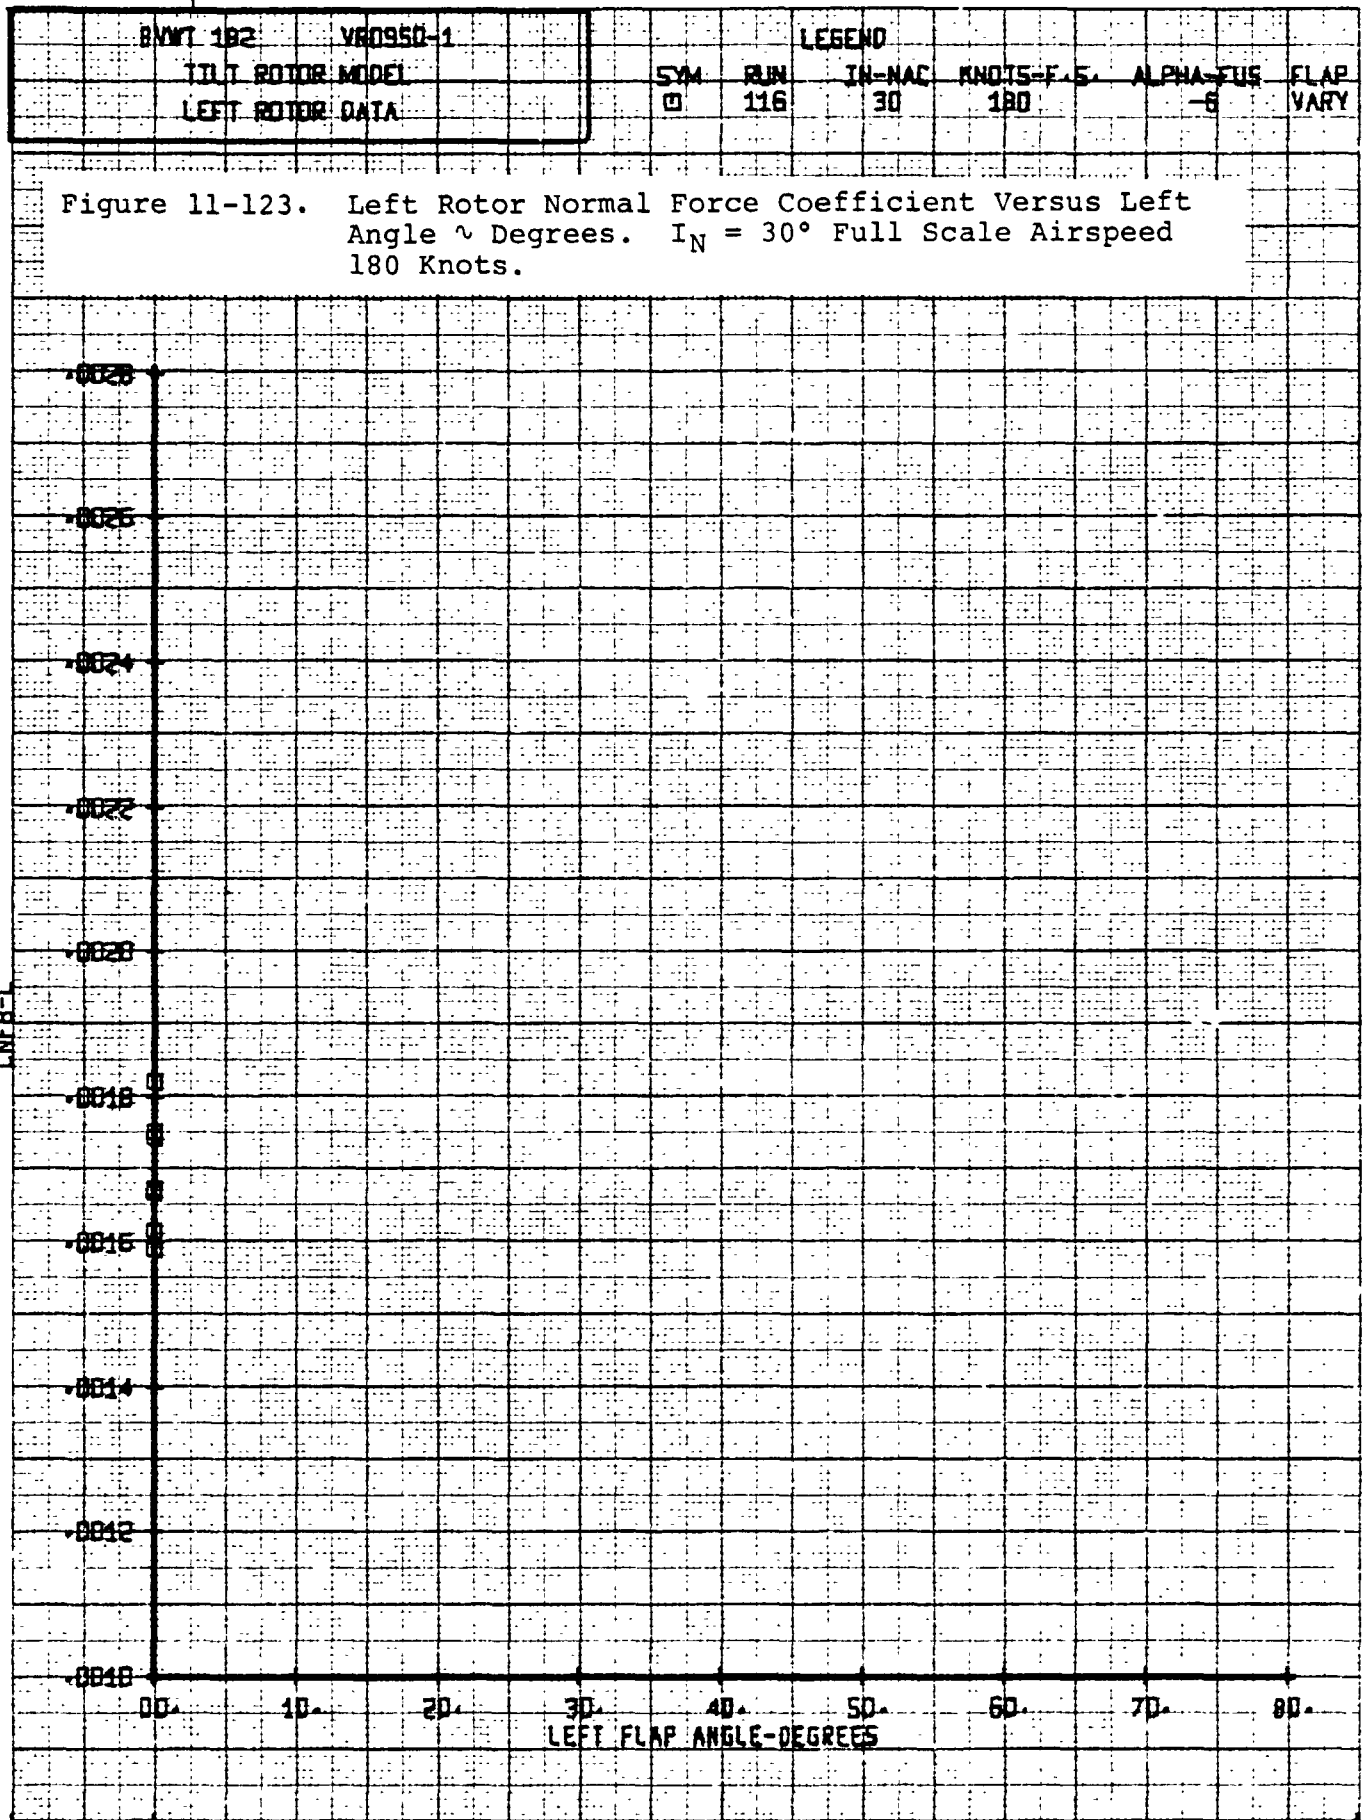 BVWT 182 VR095D-1
TILT ROTOR MODEL
LEFT ROTOR DATA
LEGEND
SYM RUN IN-NAC KNOTS-F.S. ALPHA-FUS FLAP
116 30 180 -6 VARY
Figure 11-123. Left Rotor Normal Force Coefficient Versus Left
Angle ~ Degrees. I_N = 30° Full Scale Airspeed
180 Knots.
.0028
.0026
.0024
.0022
.0020
CNFB-L
.0018
.0016
.0014
.0012
.0010
00. 10. 20. 30. 40. 50. 60. 70. 80.
LEFT FLAP ANGLE-DEGREES